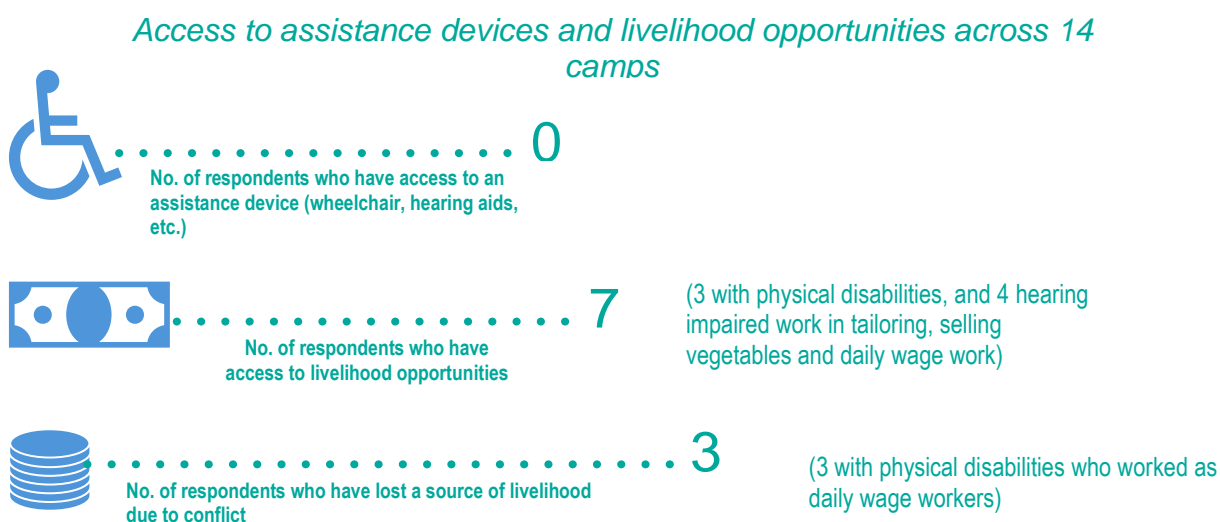 Access to assistance devices and livelihood opportunities across 14
camps
0
No. of respondents who have access to an
assistance device (wheelchair, hearing aids,
etc.)
7
(3 with physical disabilities, and 4 hearing
impaired work in tailoring, selling
vegetables and daily wage work)
No. of respondents who have
access to livelihood opportunities
3
(3 with physical disabilities who worked as
daily wage workers)
No. of respondents who have lost a source of livelihood
due to conflict